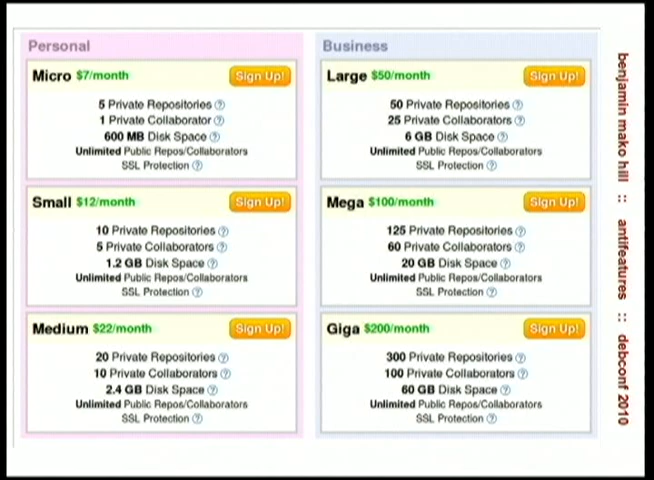 Personal
Micro $7/month Sign Up!
5 Private Repositories ?
1 Private Collaborator ?
600 MB Disk Space ?
Unlimited Public Repos/Collaborators
SSL Protection ?
Small $12/month Sign Up!
10 Private Repositories ?
5 Private Collaborators ?
1.2 GB Disk Space ?
Unlimited Public Repos/Collaborators
SSL Protection ?
Medium $22/month Sign Up!
20 Private Repositories ?
10 Private Collaborators ?
2.4 GB Disk Space ?
Unlimited Public Repos/Collaborators
SSL Protection ?
Business
Large $50/month Sign Up!
50 Private Repositories ?
25 Private Collaborators ?
6 GB Disk Space ?
Unlimited Public Repos/Collaborators
SSL Protection ?
Mega $100/month Sign Up!
125 Private Repositories ?
60 Private Collaborators ?
20 GB Disk Space ?
Unlimited Public Repos/Collaborators
SSL Protection ?
Giga $200/month Sign Up!
300 Private Repositories ?
100 Private Collaborators ?
60 GB Disk Space ?
Unlimited Public Repos/Collaborators
SSL Protection ?
benjamin mako hill :: antifeatures :: debconf 2010